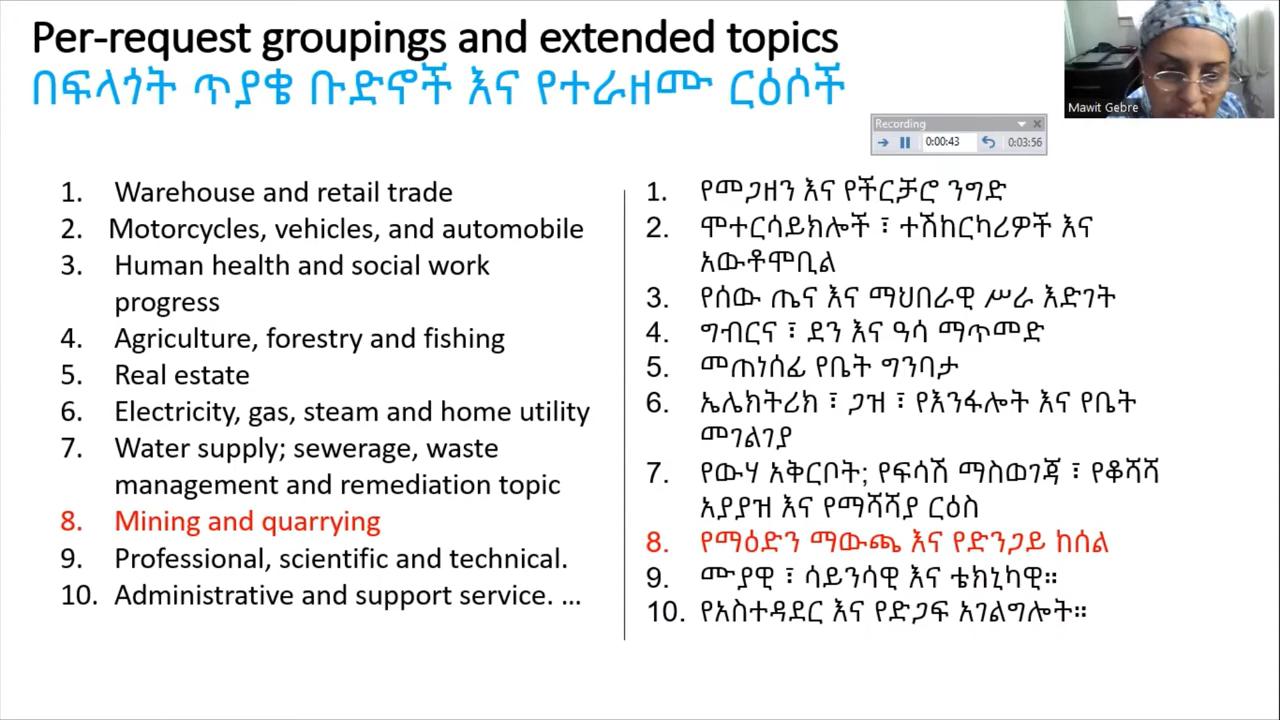 Per-request groupings and extended topics
በፍላጎት ጥያቄ ቡድኖች እና የተራዘሙ ርዕሶች
Mawit Gebre
Recording
0:00:43
0:03:56
1. Warehouse and retail trade
2. Motorcycles, vehicles, and automobile
3. Human health and social work
progress
4. Agriculture, forestry and fishing
5. Real estate
6. Electricity, gas, steam and home utility
7. Water supply; sewerage, waste
management and remediation topic
8. Mining and quarrying
9. Professional, scientific and technical.
10. Administrative and support service. ...
1. የመጋዘን እና የችርቻሮ ንግድ
2. ሞተርሳይክሎች ፣ ተሽከርካሪዎች እና
አውቶሞቢል
3. የሰው ጤና እና ማህበራዊ ሥራ እድገት
4. ግብርና ፣ ደን እና ዓሳ ማጥመድ
5. መጠነሰፊ የቤት ግንባታ
6. ኤሌክትሪክ ፣ ጋዝ ፣ የእንፋሎት እና የቤት
መገልገያ
7. የውሃ አቅርቦት; የፍሳሽ ማስወገጃ ፣ የቆሻሻ
አያያዝ እና የማሻሻያ ርዕስ
8. የማዕድን ማውጫ እና የድንጋይ ከሰል
9. ሙያዊ ፣ ሳይንሳዊ እና ቴክኒካዊ።
10. የአስተዳደር እና የድጋፍ አገልግሎት።